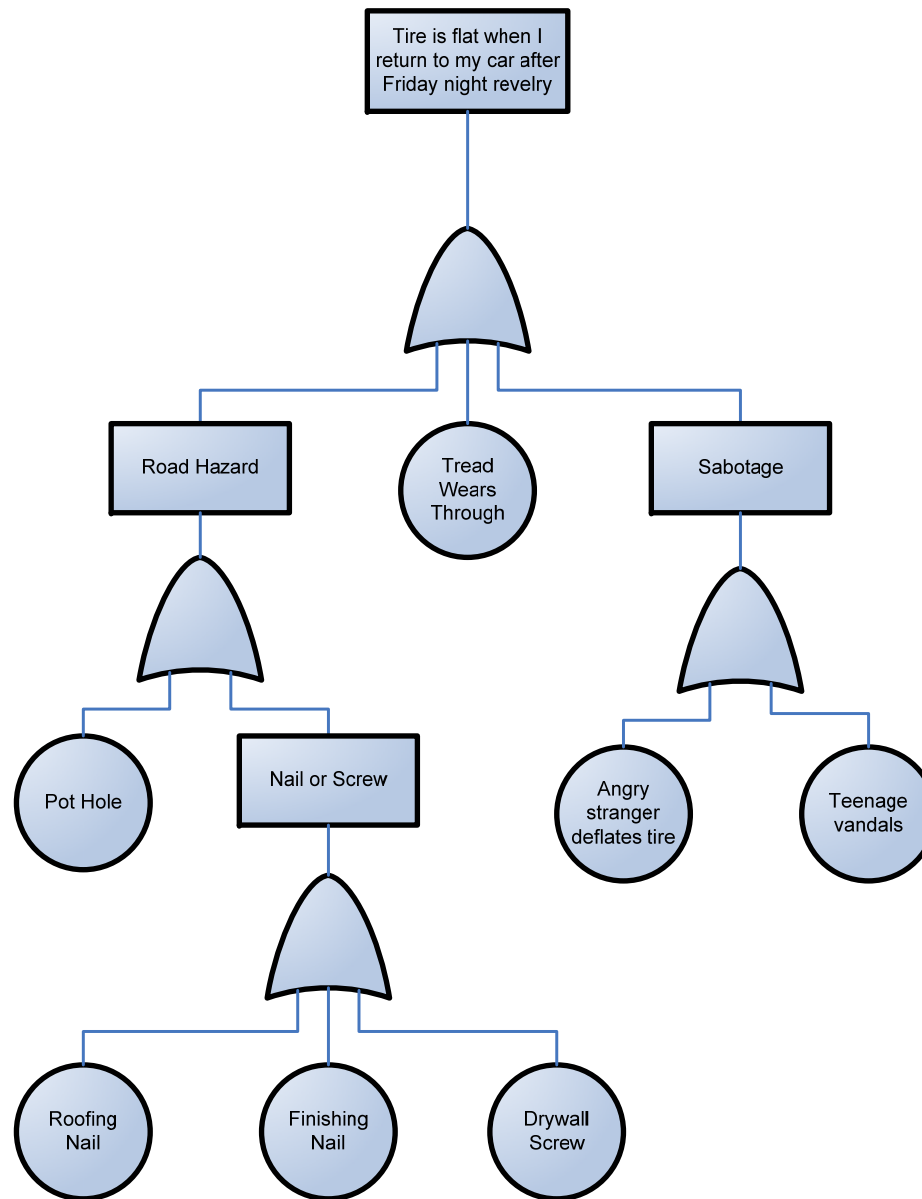 Tire is flat when I
return to my car after
Friday night revelry
Road Hazard
Tread
Wears
Through
Sabotage
Pot Hole
Nail or Screw
Angry
stranger
deflates tire
Teenage
vandals
Roofing
Nail
Finishing
Nail
Drywall
Screw